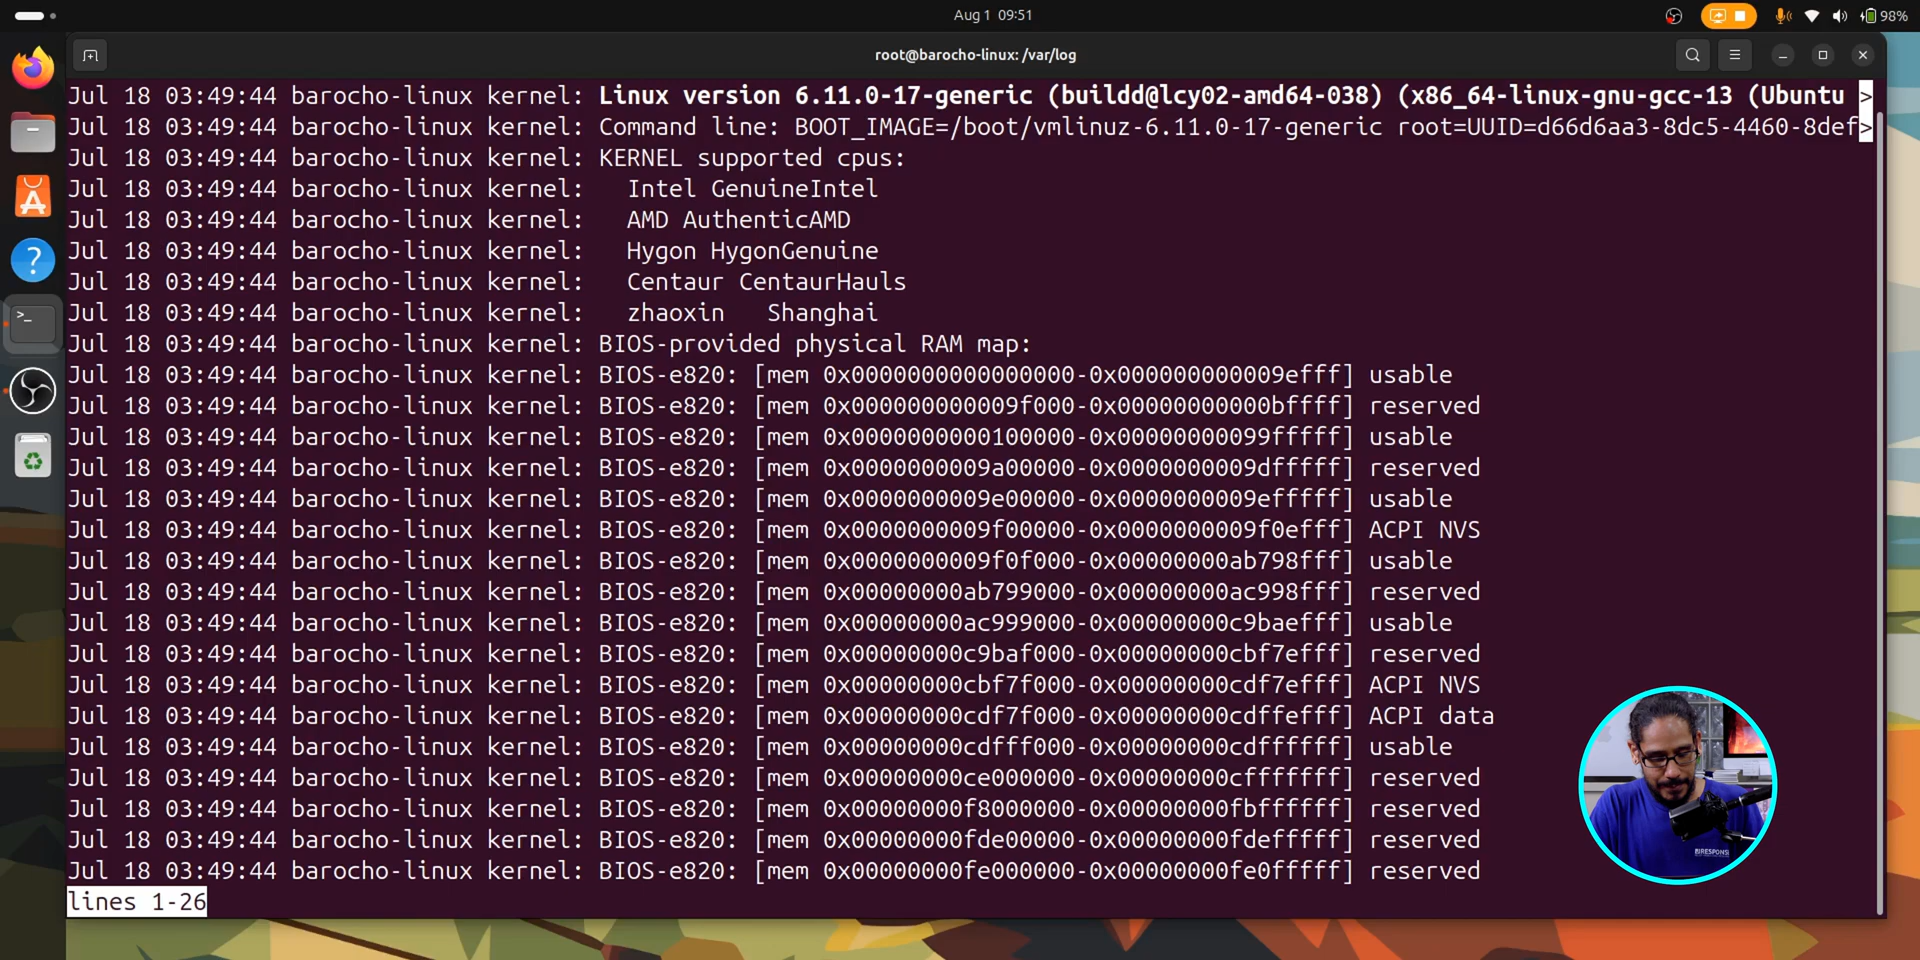 Aug 1 09:51
98%
root@barocho-linux: /var/log
Jul 18 03:49:44 barocho-linux kernel: Linux version 6.11.0-17-generic (buildd@lcy02-amd64-038) (x86_64-linux-gnu-gcc-13 (Ubuntu >
Jul 18 03:49:44 barocho-linux kernel: Command line: BOOT_IMAGE=/boot/vmlinuz-6.11.0-17-generic root=UUID=d66d6aa3-8dc5-4460-8def>
Jul 18 03:49:44 barocho-linux kernel: KERNEL supported cpus:
Jul 18 03:49:44 barocho-linux kernel:   Intel GenuineIntel
Jul 18 03:49:44 barocho-linux kernel:   AMD AuthenticAMD
Jul 18 03:49:44 barocho-linux kernel:   Hygon HygonGenuine
Jul 18 03:49:44 barocho-linux kernel:   Centaur CentaurHauls
Jul 18 03:49:44 barocho-linux kernel:   zhaoxin   Shanghai
Jul 18 03:49:44 barocho-linux kernel: BIOS-provided physical RAM map:
Jul 18 03:49:44 barocho-linux kernel: BIOS-e820: [mem 0x0000000000000000-0x000000000009efff] usable
Jul 18 03:49:44 barocho-linux kernel: BIOS-e820: [mem 0x000000000009f000-0x00000000000bffff] reserved
Jul 18 03:49:44 barocho-linux kernel: BIOS-e820: [mem 0x0000000000100000-0x00000000099fffff] usable
Jul 18 03:49:44 barocho-linux kernel: BIOS-e820: [mem 0x0000000009a00000-0x0000000009dfffff] reserved
Jul 18 03:49:44 barocho-linux kernel: BIOS-e820: [mem 0x0000000009e00000-0x0000000009efffff] usable
Jul 18 03:49:44 barocho-linux kernel: BIOS-e820: [mem 0x0000000009f00000-0x0000000009f0efff] ACPI NVS
Jul 18 03:49:44 barocho-linux kernel: BIOS-e820: [mem 0x0000000009f0f000-0x00000000ab798fff] usable
Jul 18 03:49:44 barocho-linux kernel: BIOS-e820: [mem 0x00000000ab799000-0x00000000ac998fff] reserved
Jul 18 03:49:44 barocho-linux kernel: BIOS-e820: [mem 0x00000000ac999000-0x00000000c9baefff] usable
Jul 18 03:49:44 barocho-linux kernel: BIOS-e820: [mem 0x00000000c9baf000-0x00000000cbf7efff] reserved
Jul 18 03:49:44 barocho-linux kernel: BIOS-e820: [mem 0x00000000cbf7f000-0x00000000cdf7efff] ACPI NVS
Jul 18 03:49:44 barocho-linux kernel: BIOS-e820: [mem 0x00000000cdf7f000-0x00000000cdffefff] ACPI data
Jul 18 03:49:44 barocho-linux kernel: BIOS-e820: [mem 0x00000000cdfff000-0x00000000cdffffff] usable
Jul 18 03:49:44 barocho-linux kernel: BIOS-e820: [mem 0x00000000ce000000-0x00000000cfffffff] reserved
Jul 18 03:49:44 barocho-linux kernel: BIOS-e820: [mem 0x00000000f8000000-0x00000000fbffffff] reserved
Jul 18 03:49:44 barocho-linux kernel: BIOS-e820: [mem 0x00000000fde00000-0x00000000fdefffff] reserved
Jul 18 03:49:44 barocho-linux kernel: BIOS-e820: [mem 0x00000000fe000000-0x00000000fe0fffff] reserved
lines 1-26